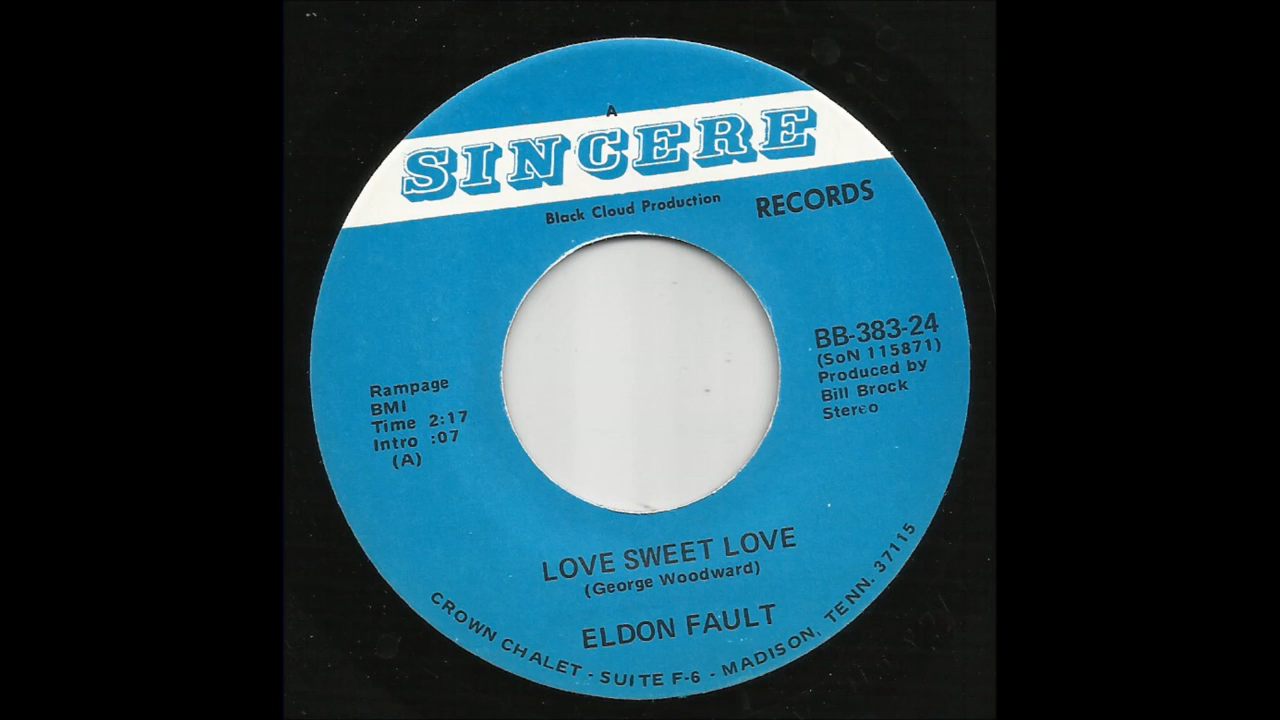 A
SINCERE
Black Cloud Production
RECORDS
BB-383-24
(SoN 115871)
Produced by
Bill Brock
Stereo
Rampage
BMI
Time 2:17
Intro :07
(A)
LOVE SWEET LOVE
(George Woodward)
ELDON FAULT
CROWN CHALET - SUITE F-6 - MADISON, TENN. 37115